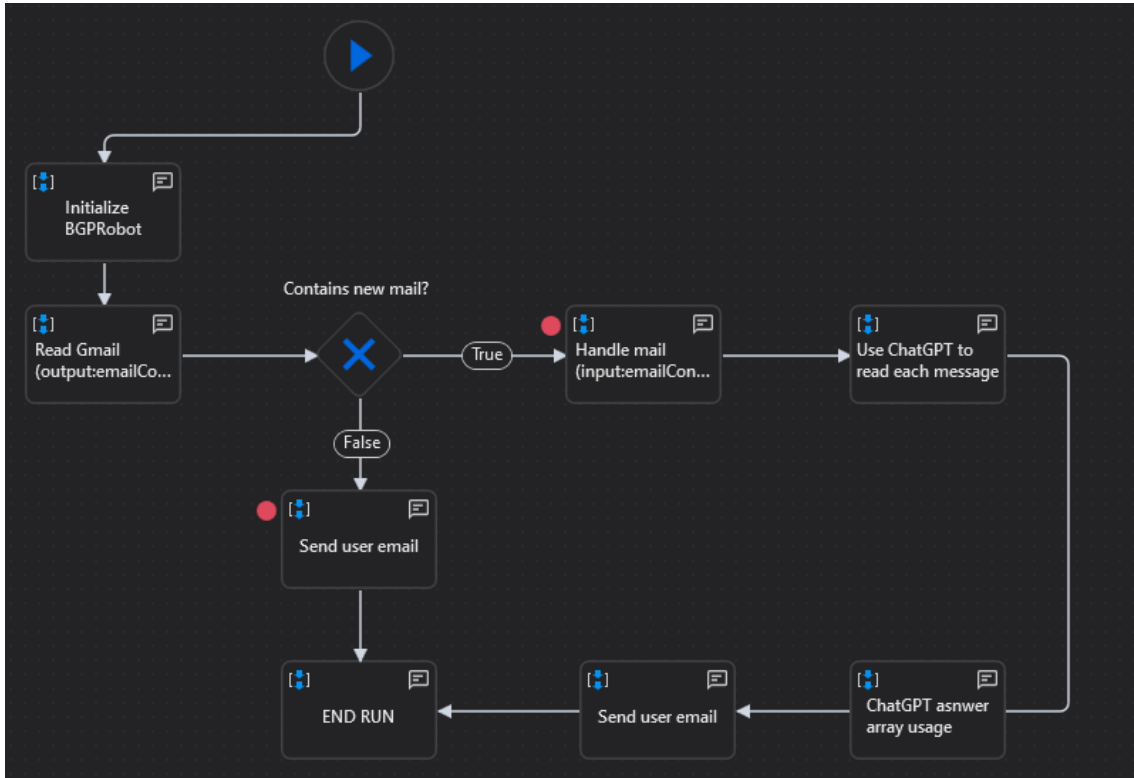 Initialize
BGPRobot
Contains new mail?
Read Gmail
(output:emailCo...
True
Handle mail
(input:emailCon...
Use ChatGPT to
read each message
False
Send user email
END RUN
Send user email
ChatGPT asnwer
array usage